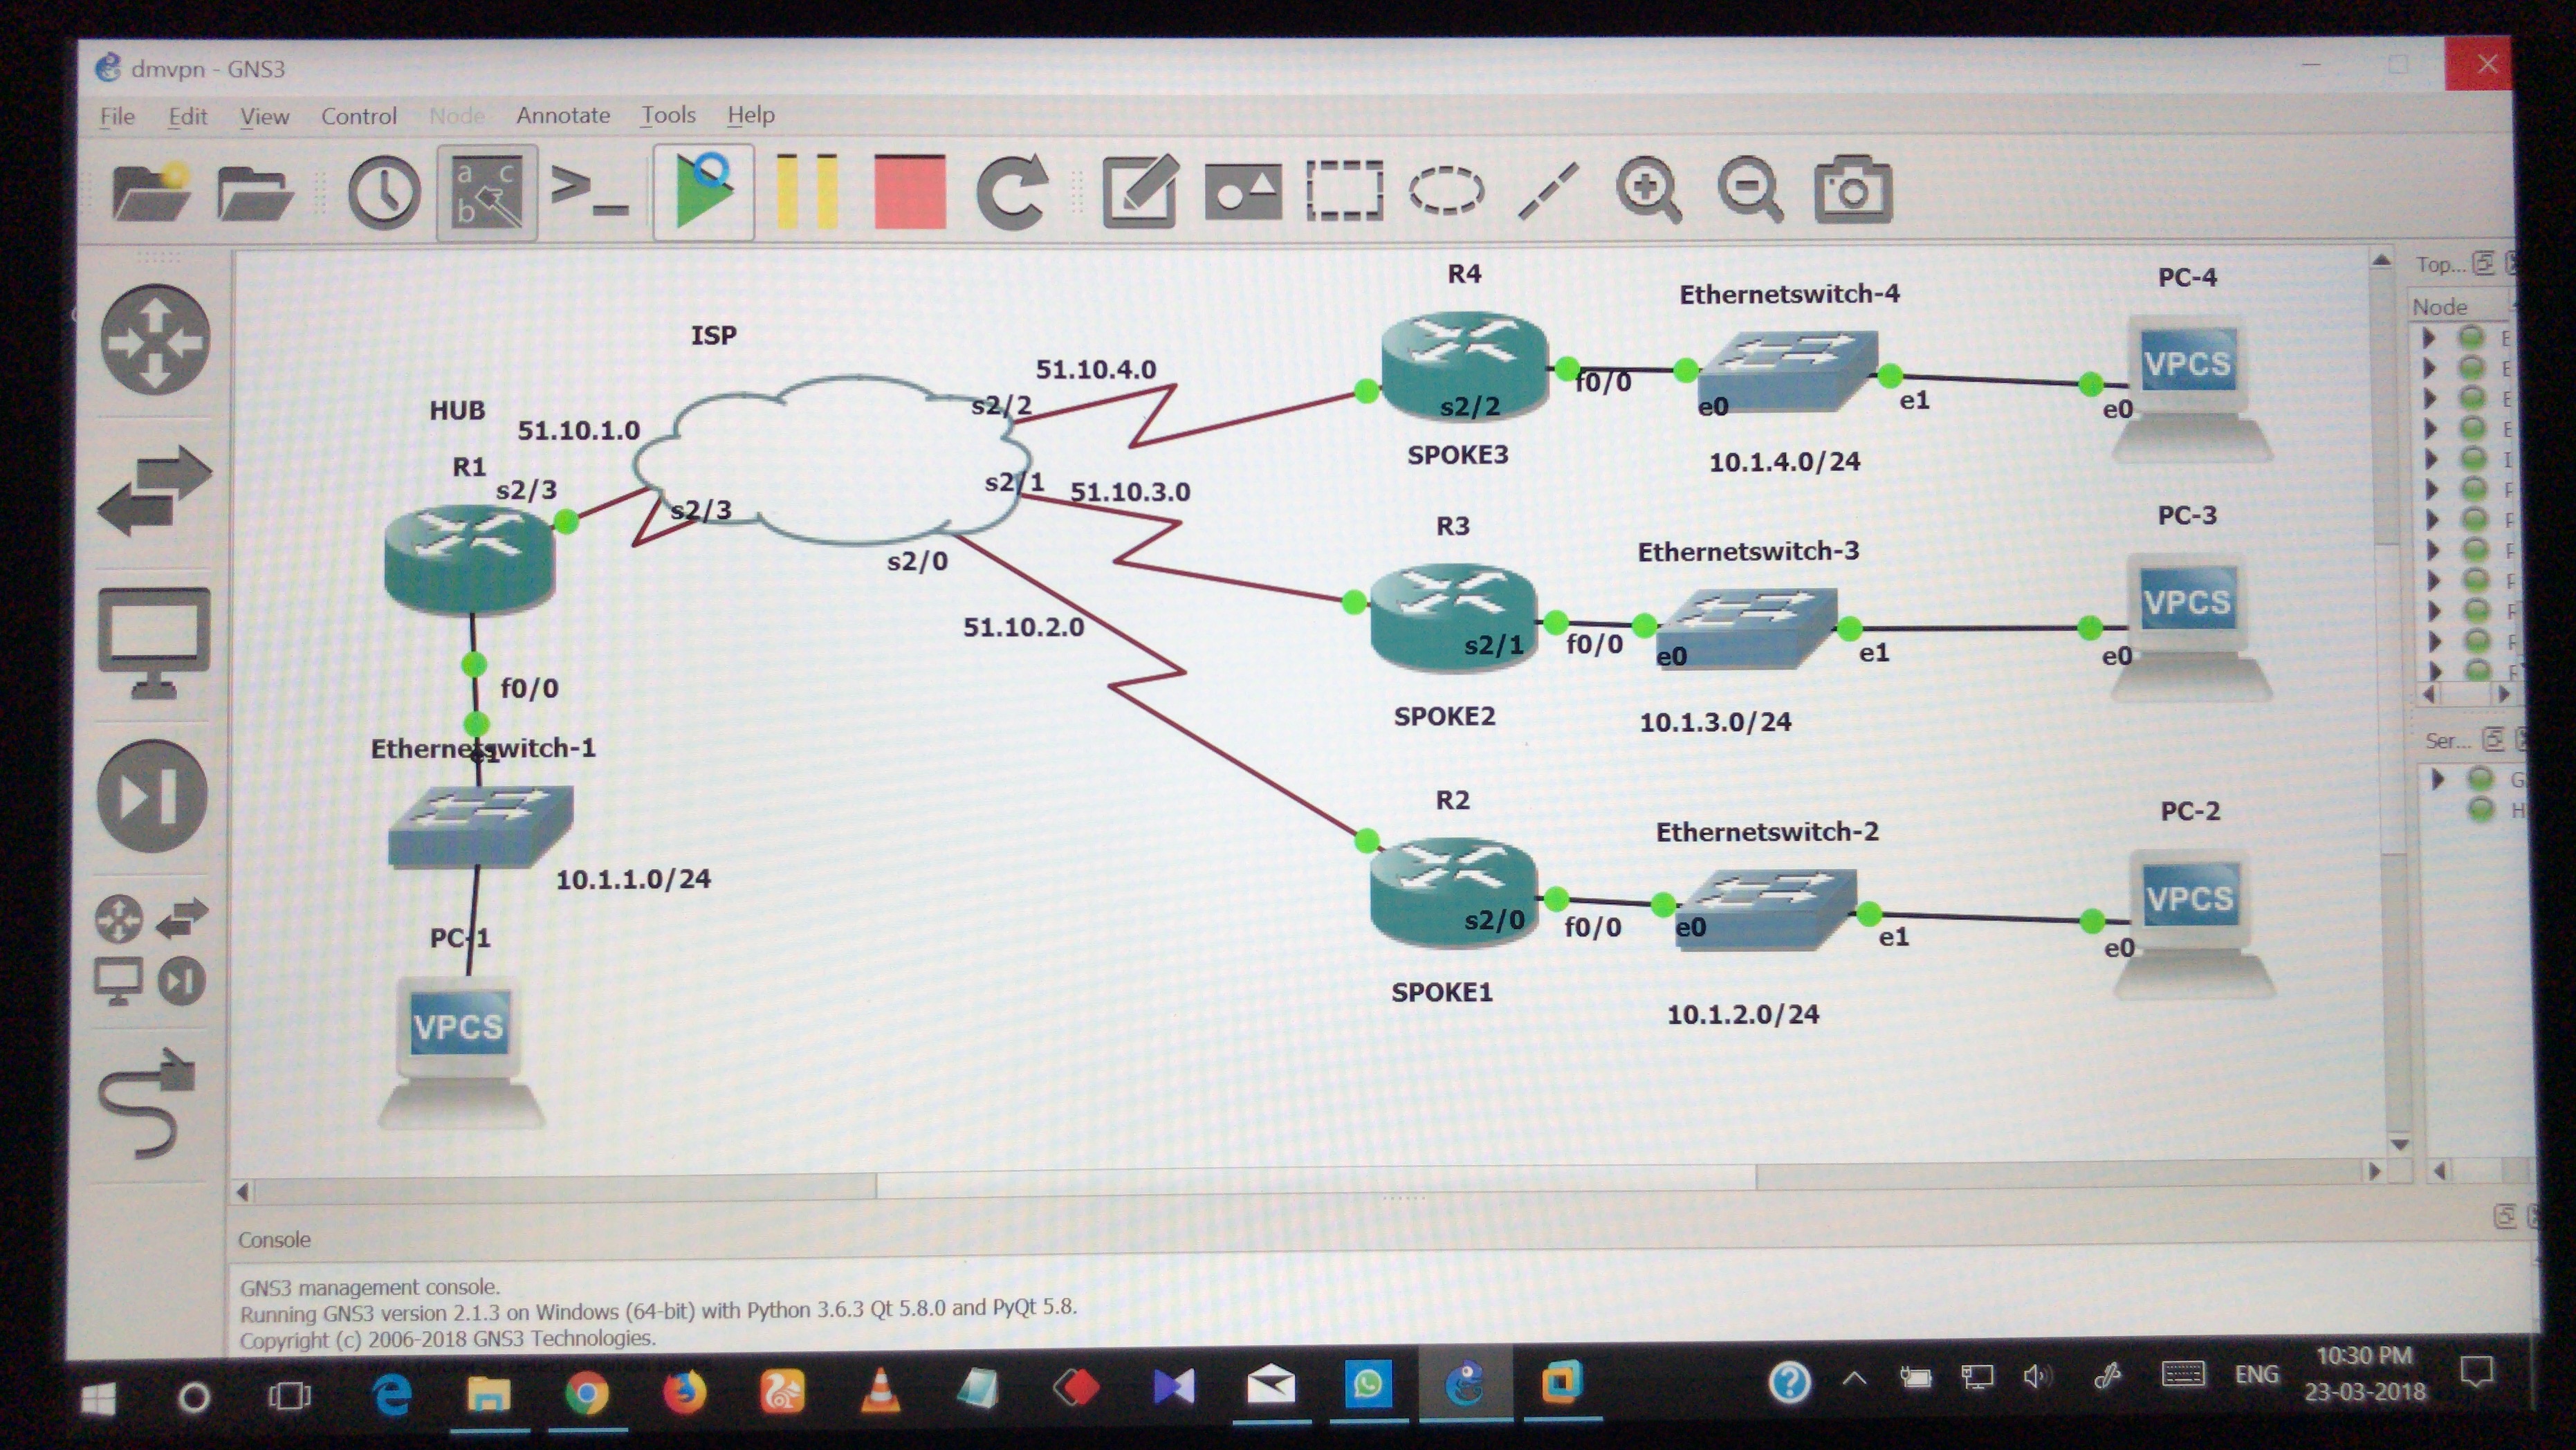 dmvpn - GNS3
File Edit View Control Node Annotate Tools Help
a c
b
>_
R4
Ethernetswitch-4
PC-4
Top...
Node
ISP
51.10.4.0
s2/2
s2/2
f0/0
e0
e1
e0
VPCS
HUB
51.10.1.0
SPOKE3
10.1.4.0/24
R1
s2/3
s2/3
s2/1
51.10.3.0
R3
Ethernetswitch-3
PC-3
s2/0
s2/1
f0/0
e0
e1
e0
VPCS
51.10.2.0
SPOKE2
10.1.3.0/24
f0/0
Ethernetswitch-1
e1
Ser...
G
H
R2
Ethernetswitch-2
PC-2
10.1.1.0/24
s2/0
f0/0
e0
e1
e0
VPCS
PC-1
SPOKE1
10.1.2.0/24
VPCS
Console
GNS3 management console.
Running GNS3 version 2.1.3 on Windows (64-bit) with Python 3.6.3 Qt 5.8.0 and PyQt 5.8.
Copyright (c) 2006-2018 GNS3 Technologies.
ENG
10:30 PM
23-03-2018